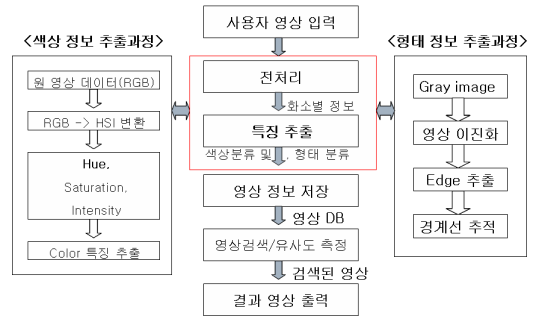 사용자 영상 입력
<색상 정보 추출과정>
원 영상 데이터(RGB)
RGB -> HSI 변환
Hue,
Saturation,
Intensity
Color 특징 추출
전처리
화소별 정보
특징 추출
색상분류 및 , 형태 분류
영상 정보 저장
영상 DB
영상검색/유사도 측정
검색된 영상
결과 영상 출력
<형태 정보 추출과정>
Gray image
영상 이진화
Edge 추출
경계선 추적